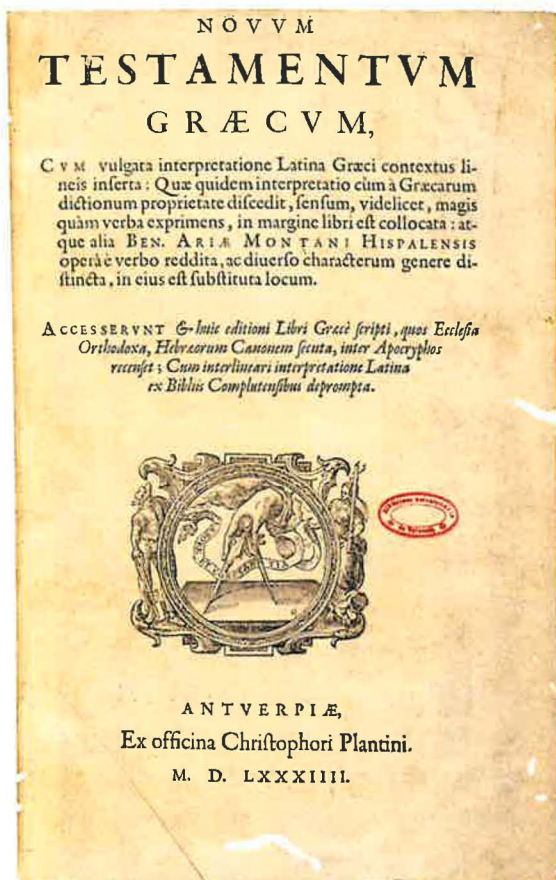 NOVVM
TESTAMENTVM
GRÆCVM,
CVM vulgata interpretatione Latina Græci contextus li-
neis inserta: Quæ quidem interpretatio cùm à Græcarum
dictionum proprietate discedit, sensum, videlicet, magis
quàm verba exprimens, in margine libri est collocata: at-
que alia BEN. ARIÆ MONTANI HISPALENSIS
operâ è verbo reddita, ac diuerso characterum genere di-
stincta, in eius est substituta locum.
ACCESSERVNT & huic editioni Libri Græcè scripti, quos Ecclesia
Orthodoxa, Hebræorum Canonem secuta, inter Apocryphos
recenset; Cum interlineari interpretatione Latina
ex Bibliis Complutensibus deprompta.
ANTVERPIÆ,
Ex officina Christophori Plantini.
M. D. LXXXIIII.